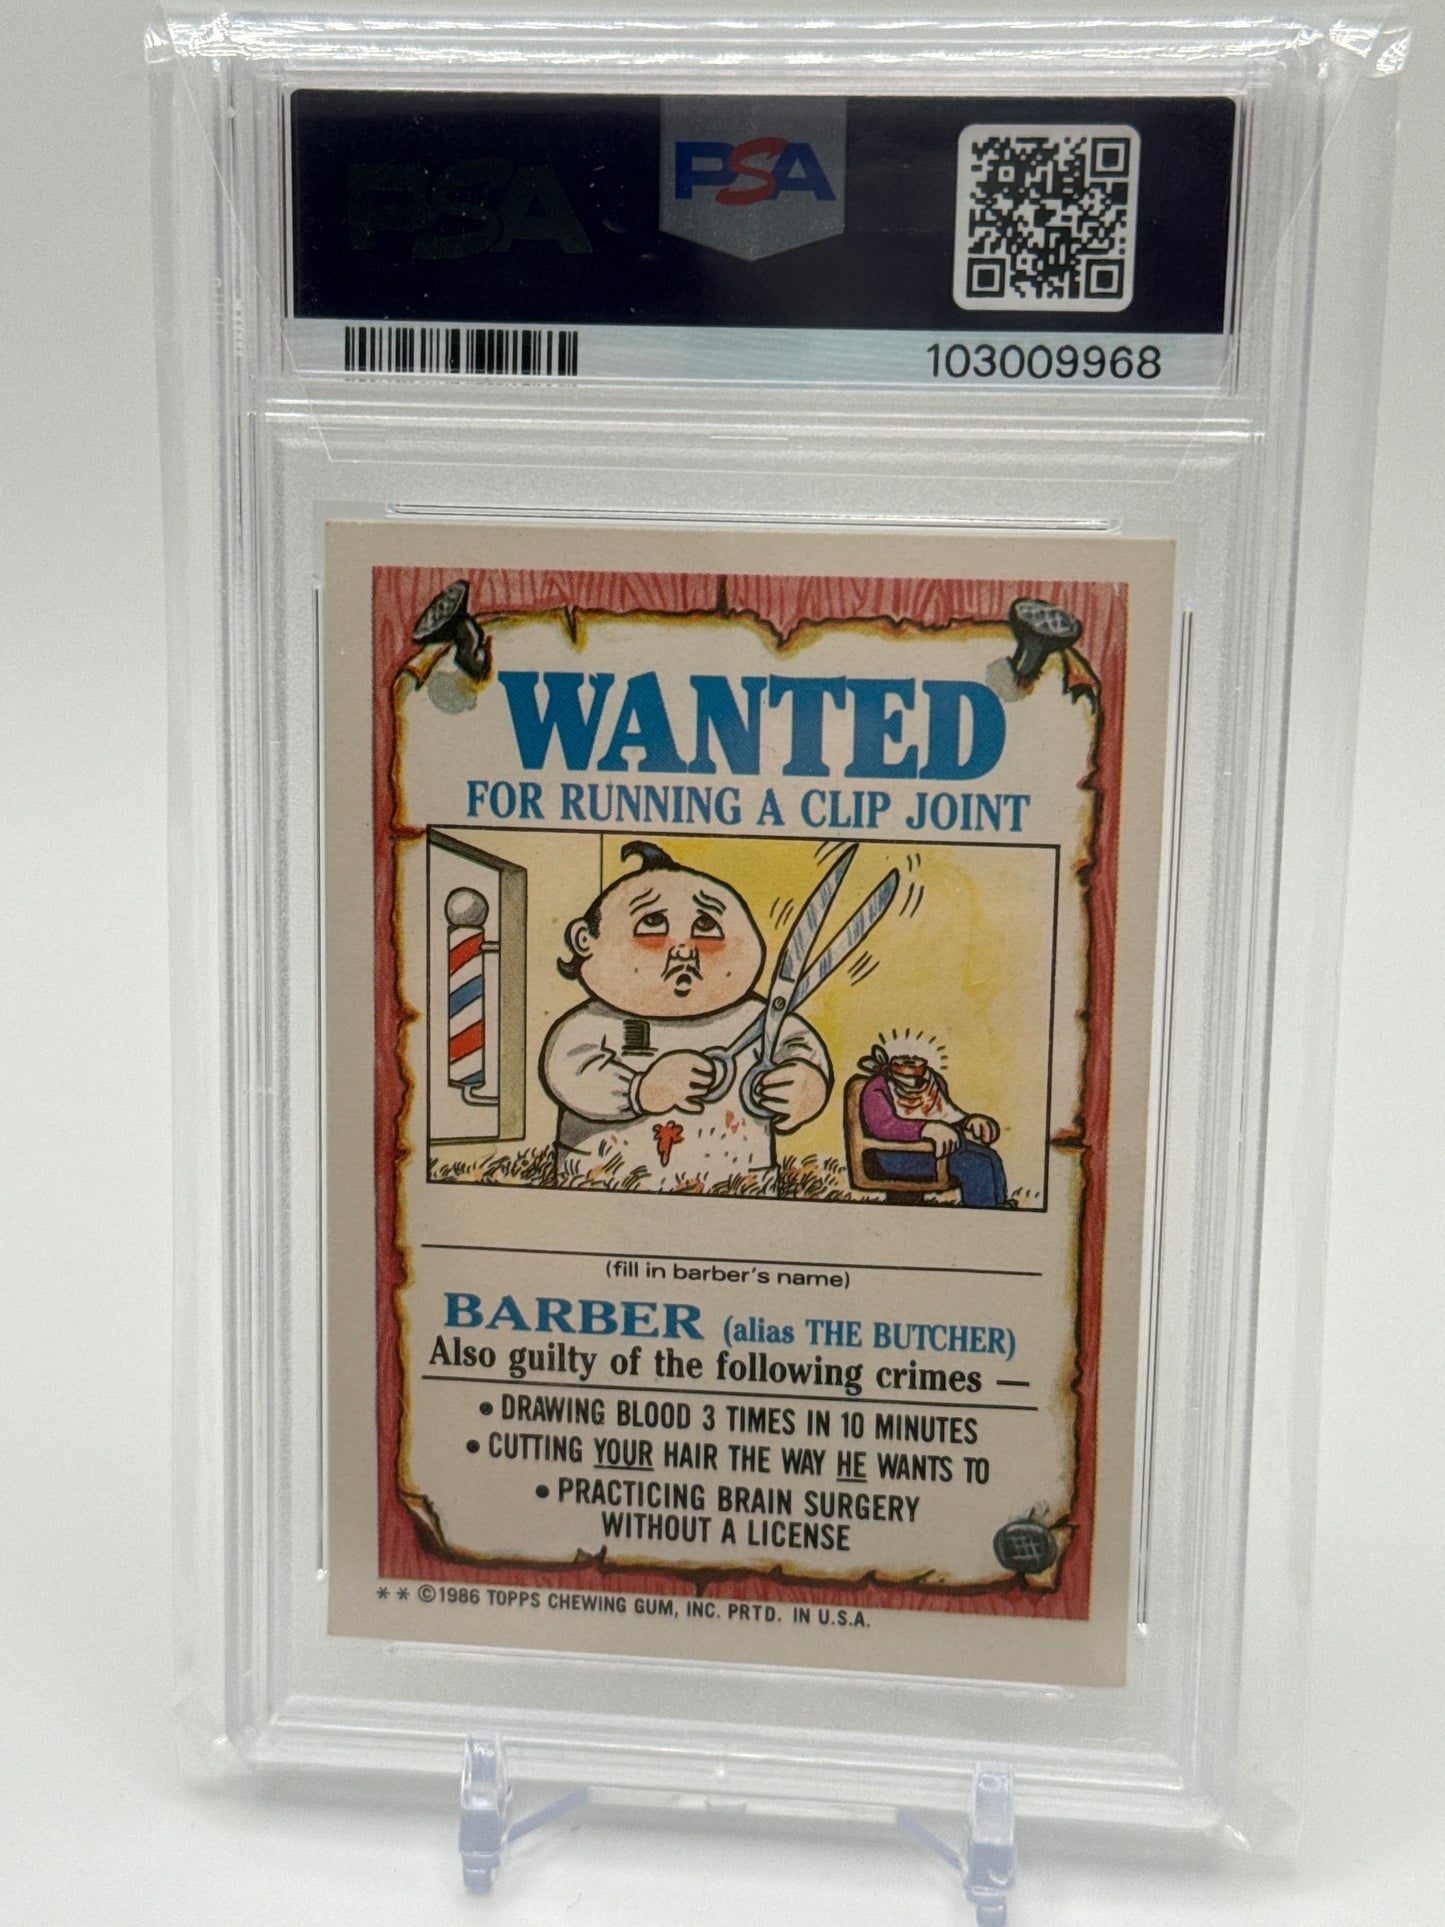 PSA
PSA
103009968
WANTED
FOR RUNNING A CLIP JOINT
(fill in barber's name)
BARBER (alias THE BUTCHER)
Also guilty of the following crimes —
• DRAWING BLOOD 3 TIMES IN 10 MINUTES
• CUTTING YOUR HAIR THE WAY HE WANTS TO
• PRACTICING BRAIN SURGERY
WITHOUT A LICENSE
* * ©1986 TOPPS CHEWING GUM, INC. PRTD. IN U.S.A.